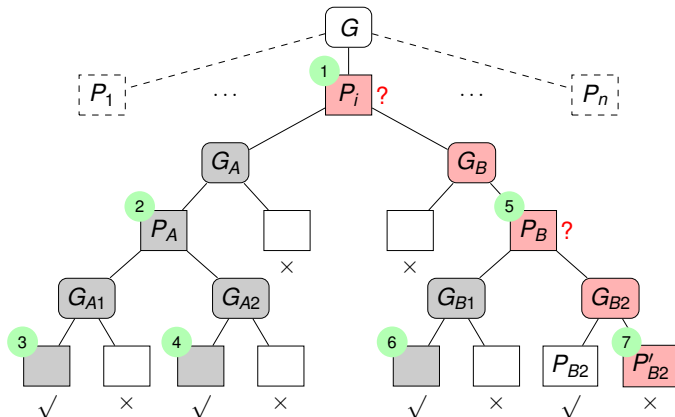 G
1
P1 ... Pi ? ... Pn
GA GB
2 5
PA PB ?
× ×
GA1 GA2 GB1 GB2
3 4 6 7
PB2 P′B2
√ × √ × √ × √ ×